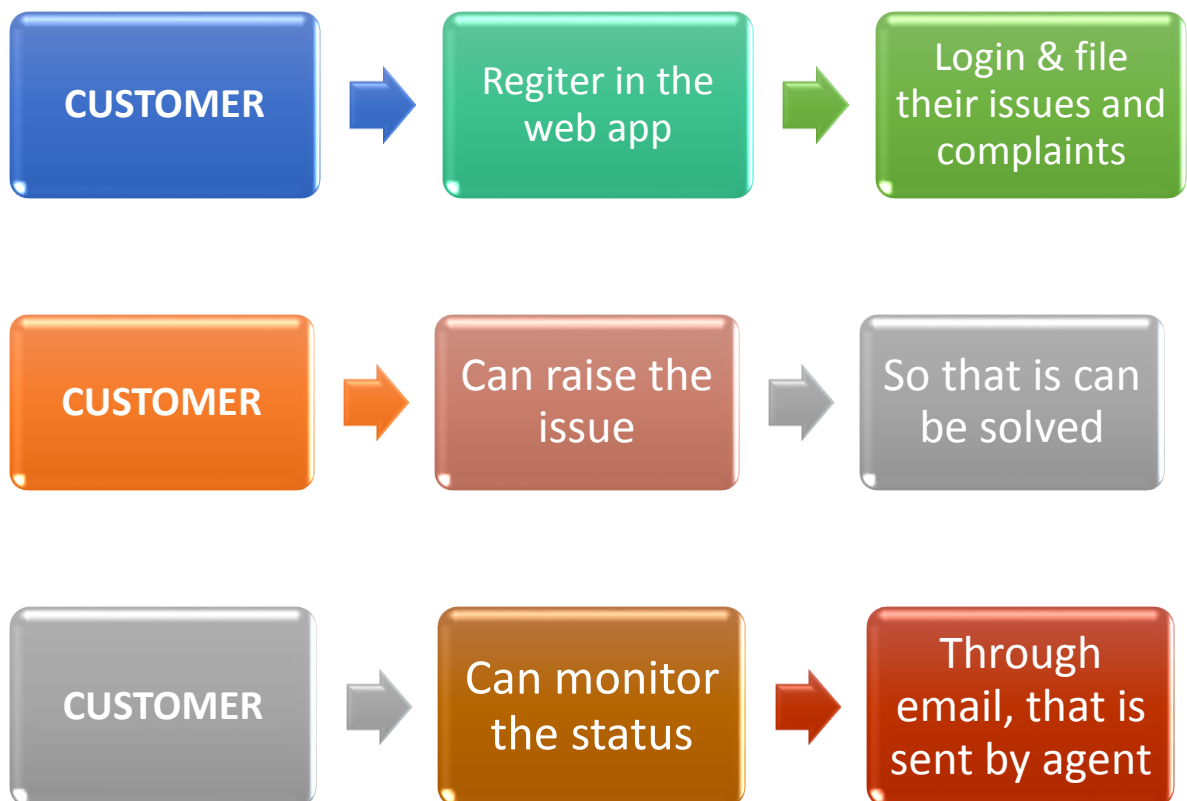 CUSTOMER
Regiter in the
web app
Login & file
their issues and
complaints
CUSTOMER
Can raise the
issue
So that is can
be solved
CUSTOMER
Can monitor
the status
Through
email, that is
sent by agent